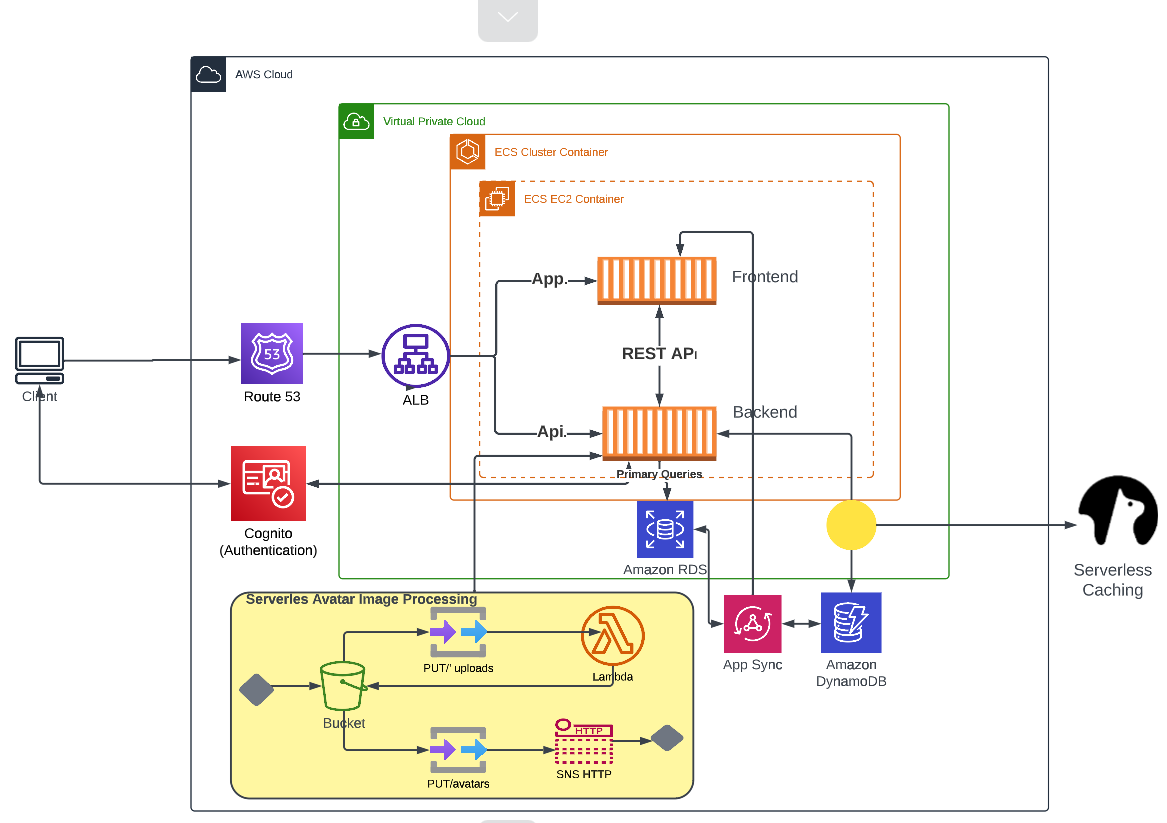 AWS Cloud
Virtual Private Cloud
ECS Cluster Container
ECS EC2 Container
App.
Frontend
REST APi
Client
53
Route 53
ALB
Backend
Api.
Primary Queries
Cognito
(Authentication)
Amazon RDS
Serverless
Caching
Serverles Avatar Image Processing
PUT/' uploads
Lambda
App Sync
Amazon
DynamoDB
Bucket
HTTP
SNS HTTP
PUT/avatars